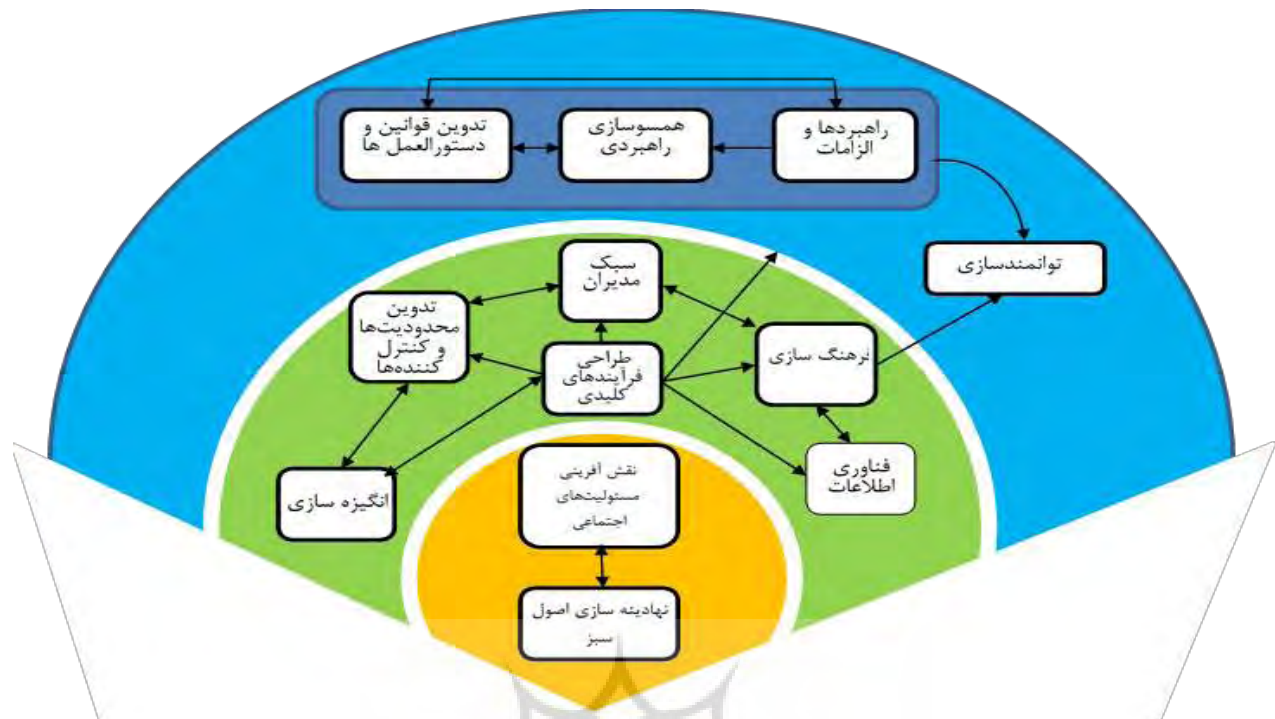 راهبردها و
الزامات
همسوسازی
راهبردی
تدوین قوانین و
دستورالعمل ها
توانمندسازی
سبک
مدیران
تدوین
محدودیت‌ها
و کنترل
کننده‌ها
طراحی
فرآیندهای
کلیدی
فرهنگ سازی
فناوری
اطلاعات
انگیزه سازی
نقش آفرینی
مسئولیت‌های
اجتماعی
نهادینه سازی اصول
سبز